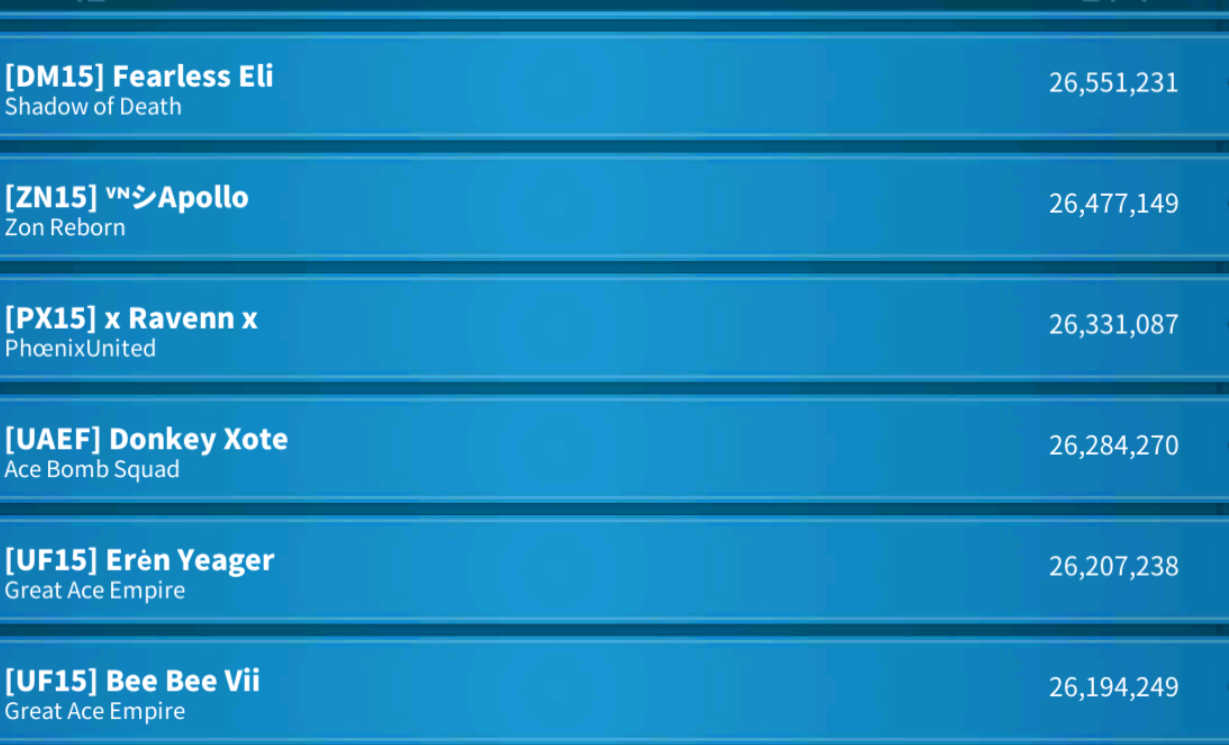 [DM15] Fearless Eli
Shadow of Death
26,551,231
[ZN15] ⱽᴺシApollo
Zon Reborn
26,477,149
[PX15] x Ravenn x
PhœnixUnited
26,331,087
[UAEF] Donkey Xote
Ace Bomb Squad
26,284,270
[UF15] Erėn Yeager
Great Ace Empire
26,207,238
[UF15] Bee Bee Vii
Great Ace Empire
26,194,249